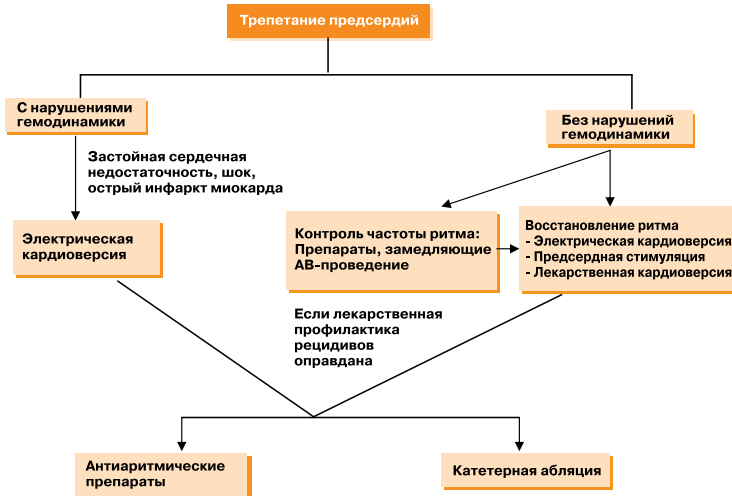 Трепетание предсердий
С нарушениями
гемодинамики
Без нарушений
гемодинамики
Застойная сердечная
недостаточность, шок,
острый инфаркт миокарда
Электрическая
кардиоверсия
Контроль частоты ритма:
Препараты, замедляющие
АВ-проведение
Восстановление ритма
- Электрическая кардиоверсия
- Предсердная стимуляция
- Лекарственная кардиоверсия
Если лекарственная
профилактика
рецидивов
оправдана
Антиаритмические
препараты
Катетерная абляция